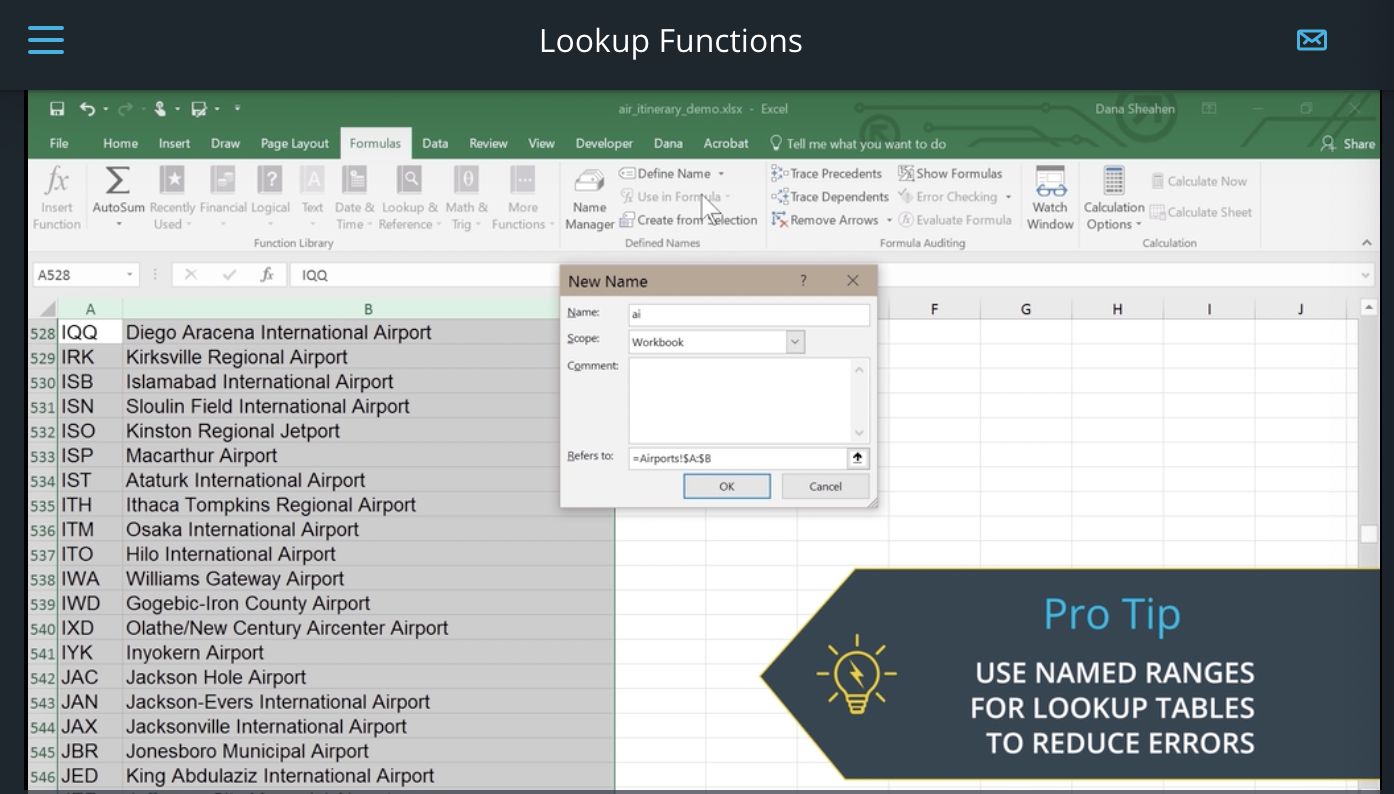 Lookup Functions
air_itinerary_demo.xlsx - Excel
Dana Sheahen
File Home Insert Draw Page Layout Formulas Data Review View Developer Dana Acrobat Tell me what you want to do Share
fx Insert Function
AutoSum
Recently Used
Financial
Logical
Text
Date & Time
Lookup & Reference
Math & Trig
More Functions
Function Library
Name Manager
Define Name
Use in Formula
Create from Selection
Defined Names
Trace Precedents
Trace Dependents
Remove Arrows
Show Formulas
Error Checking
Evaluate Formula
Formula Auditing
Watch Window
Calculation Options
Calculate Now
Calculate Sheet
Calculation
A528 fx IQQ
New Name ?
Name: ai
Scope: Workbook
Comment:
Refers to: =Airports!$A:$B
OK Cancel
A B F G H I J
528 IQQ Diego Aracena International Airport
529 IRK Kirksville Regional Airport
530 ISB Islamabad International Airport
531 ISN Sloulin Field International Airport
532 ISO Kinston Regional Jetport
533 ISP Macarthur Airport
534 IST Ataturk International Airport
535 ITH Ithaca Tompkins Regional Airport
536 ITM Osaka International Airport
537 ITO Hilo International Airport
538 IWA Williams Gateway Airport
539 IWD Gogebic-Iron County Airport
540 IXD Olathe/New Century Aircenter Airport
541 IYK Inyokern Airport
542 JAC Jackson Hole Airport
543 JAN Jackson-Evers International Airport
544 JAX Jacksonville International Airport
545 JBR Jonesboro Municipal Airport
546 JED King Abdulaziz International Airport
Pro Tip
USE NAMED RANGES
FOR LOOKUP TABLES
TO REDUCE ERRORS